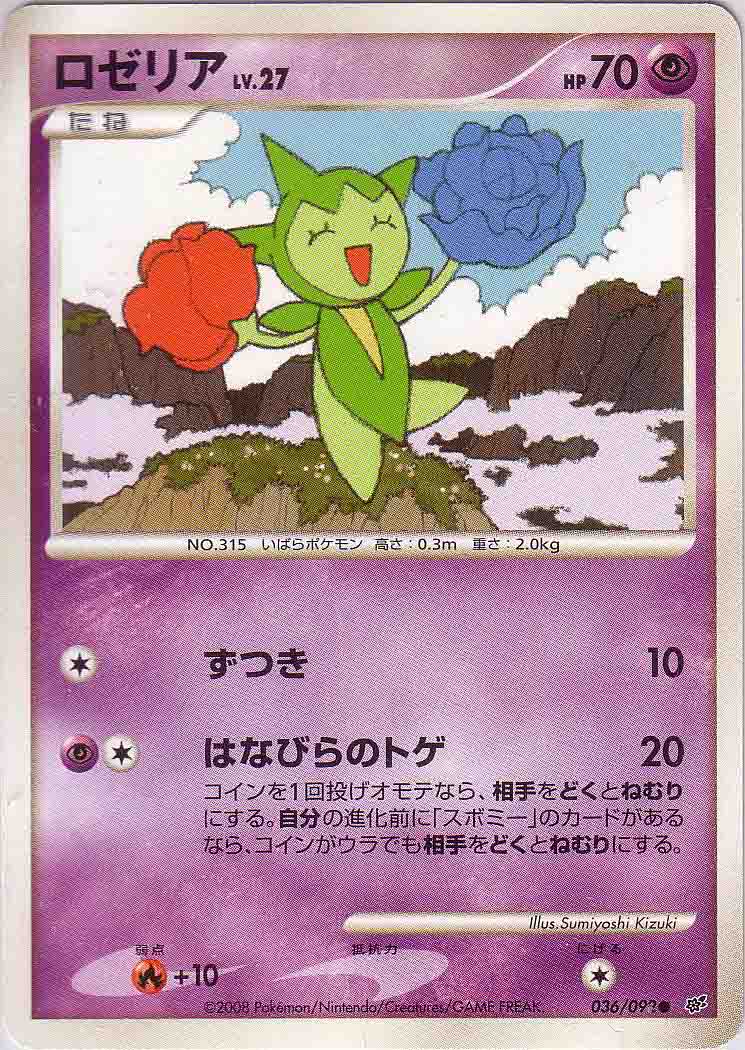 ロゼリア LV.27 HP70
たね
NO.315 いばらポケモン 高さ：0.3m 重さ：2.0kg
ずつき 10
はなびらのトゲ 20
コインを1回投げオモテなら、相手をどくとねむり
にする。自分の進化前に「スボミー」のカードがある
なら、コインがウラでも相手をどくとねむりにする。
Illus.Sumiyoshi Kizuki
弱点 抵抗力 にげる
+10
©2008 Pokémon/Nintendo/Creatures/GAME FREAK.